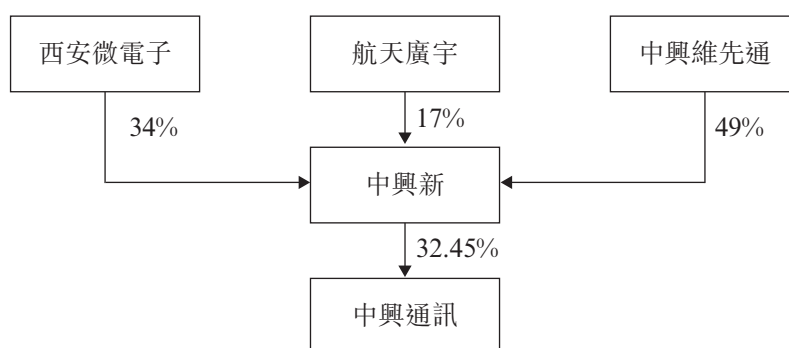 西安微電子
航天廣宇
中興維先通
34%
17%
49%
中興新
32.45%
中興通訊